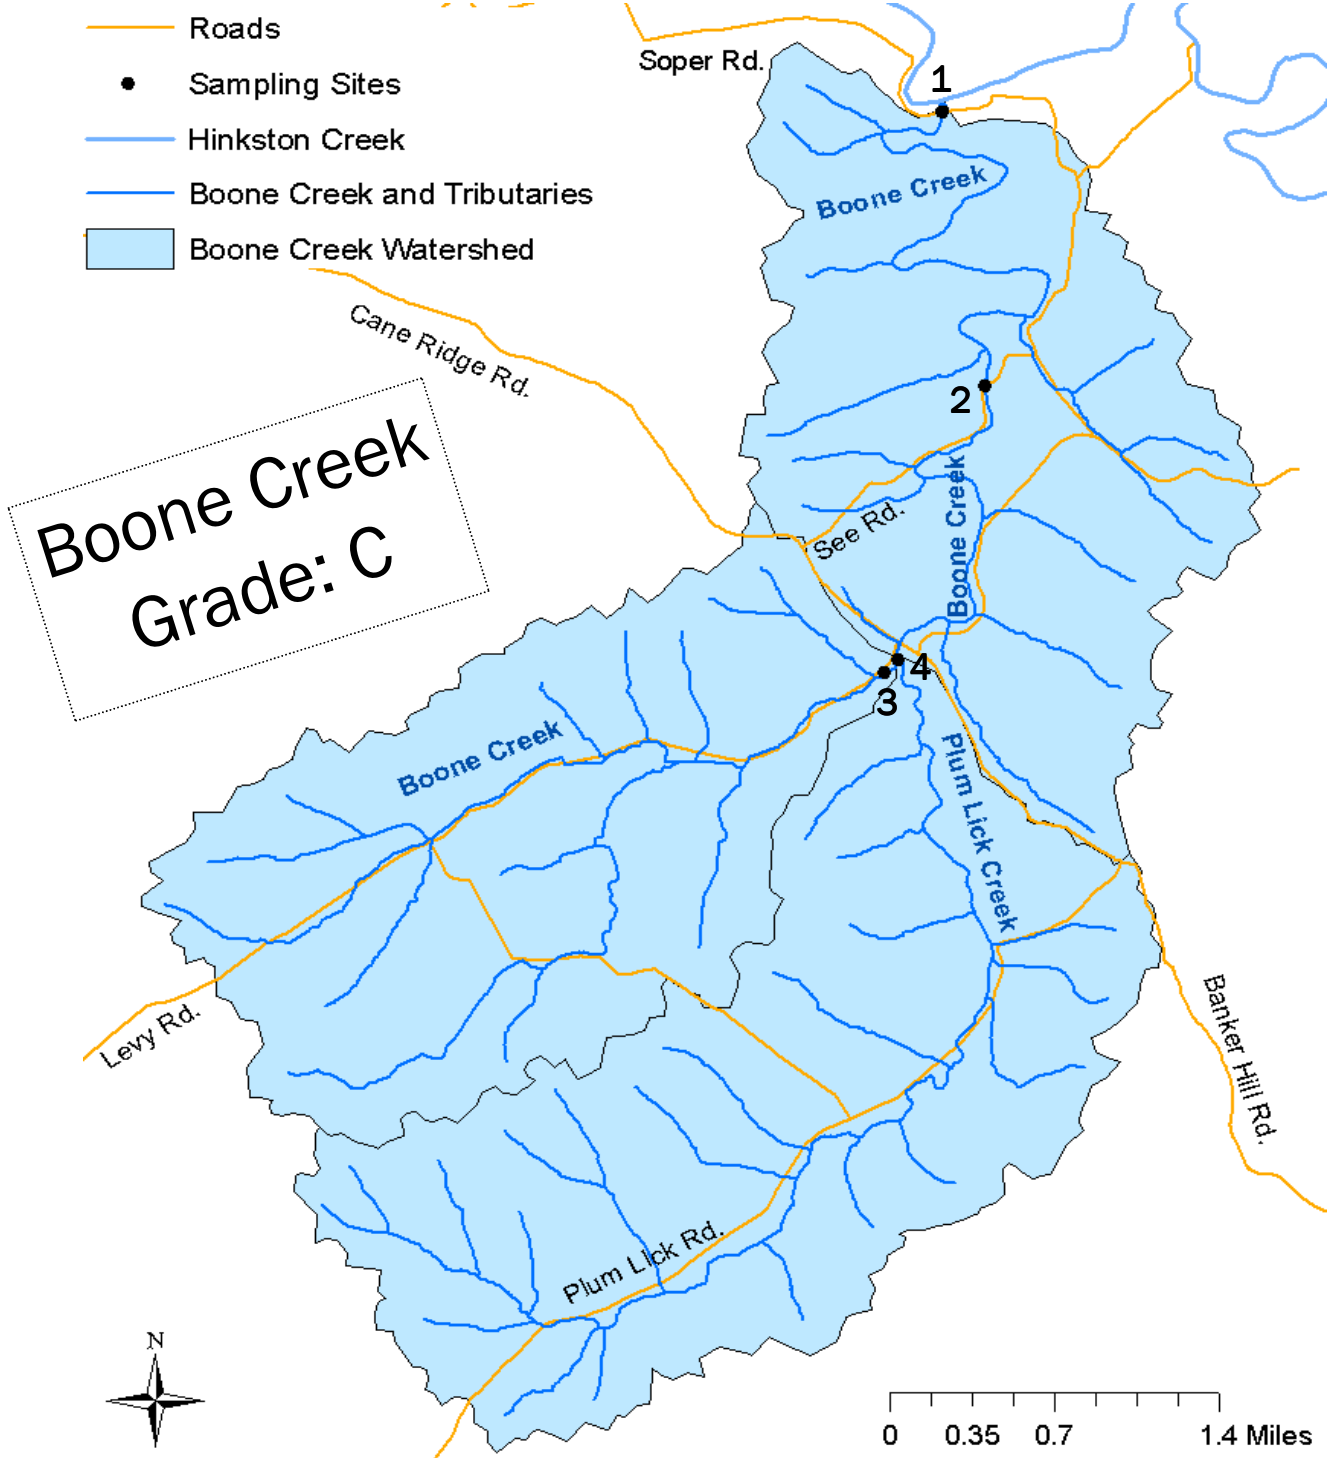 Roads
Sampling Sites
Hinkston Creek
Boone Creek and Tributaries
Boone Creek Watershed
Soper Rd.
1
Boone Creek
Cane Ridge Rd.
2
Boone Creek
Grade: C
See Rd.
Boone Creek
4
3
Boone Creek
Plum Lick Creek
Levy Rd.
Banker Hill Rd.
Plum Lick Rd.
N
0 0.35 0.7 1.4 Miles